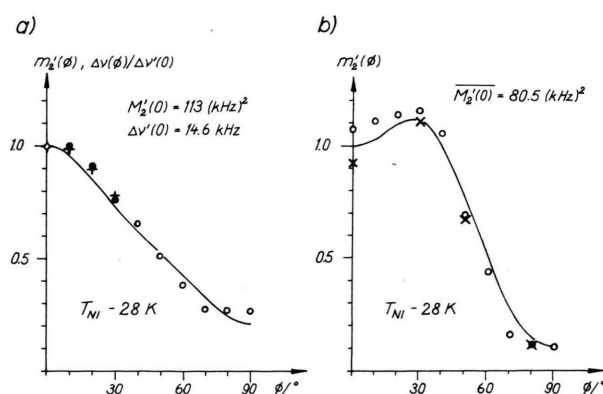 a)
m₂'(ϕ), Δν(ϕ)/Δν'(0)
M₂'(0) = 113 (kHz)²
Δν'(0) = 14.6 kHz
1.0
0.5
T_NI - 28 K
30
60
90
ϕ/°
b)
m₂'(ϕ)
M₂'(0) = 80.5 (kHz)²
1.0
0.5
T_NI - 28 K
30
60
90
ϕ/°